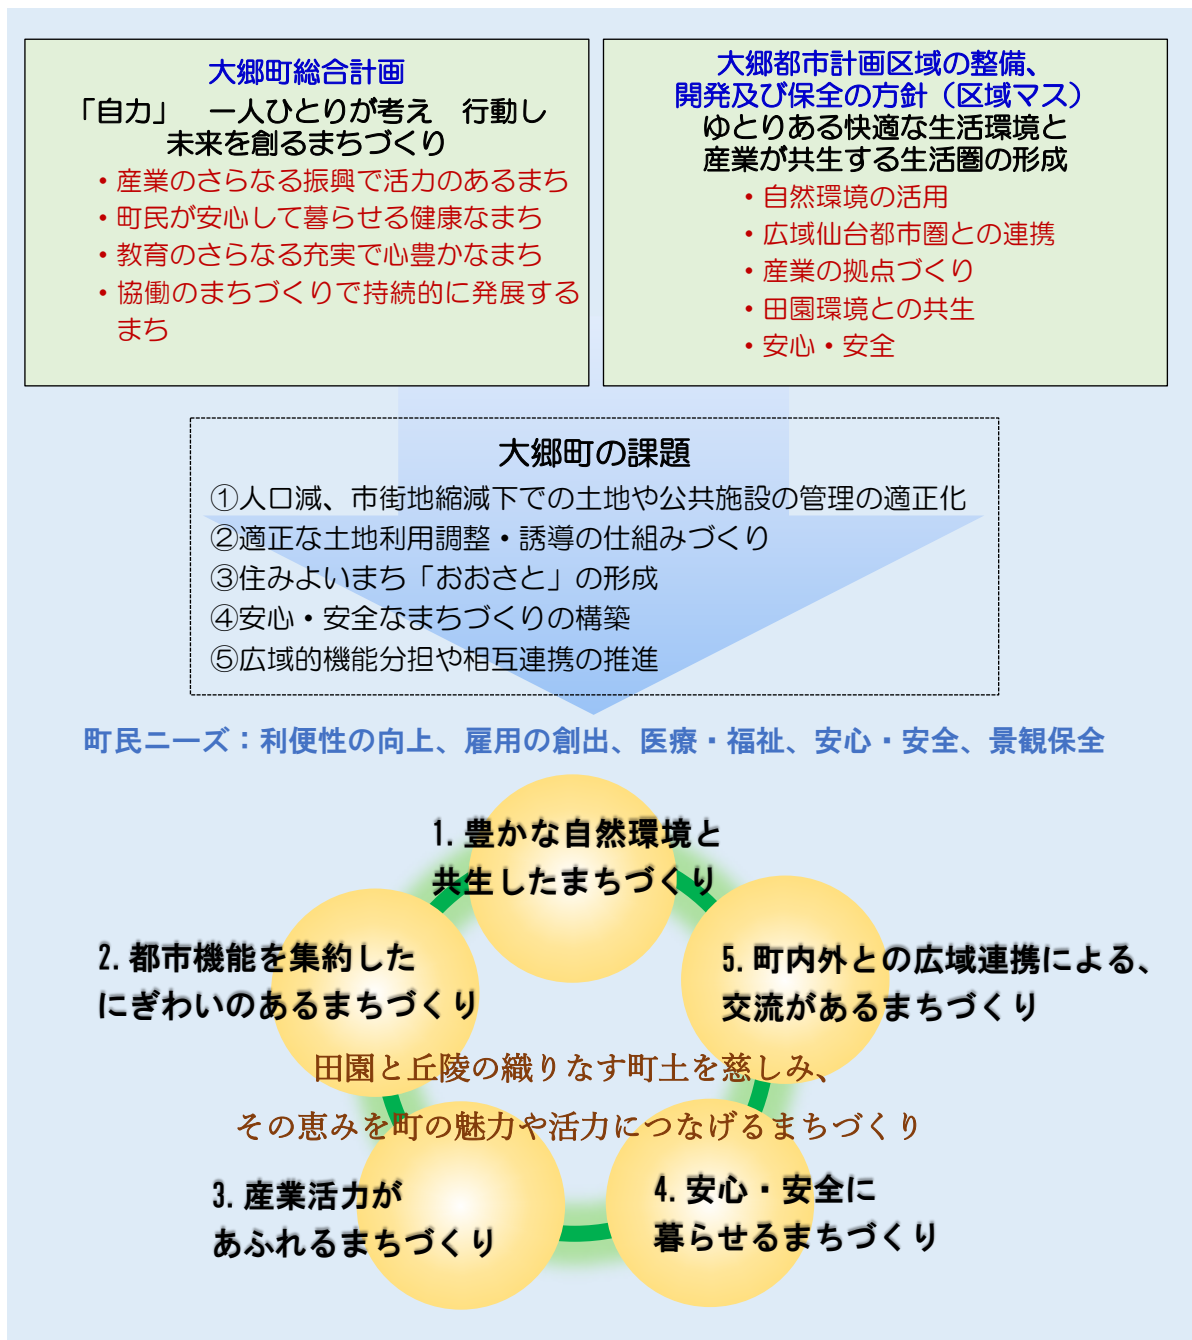 大郷町総合計画
「自力」　一人ひとりが考え　行動し
未来を創るまちづくり
・産業のさらなる振興で活力のあるまち
・町民が安心して暮らせる健康なまち
・教育のさらなる充実で心豊かなまち
・協働のまちづくりで持続的に発展する
まち
大郷都市計画区域の整備、
開発及び保全の方針（区域マス）
ゆとりある快適な生活環境と
産業が共生する生活圏の形成
・自然環境の活用
・広域仙台都市圏との連携
・産業の拠点づくり
・田園環境との共生
・安心・安全
大郷町の課題
①人口減、市街地縮減下での土地や公共施設の管理の適正化
②適正な土地利用調整・誘導の仕組みづくり
③住みよいまち「おおさと」の形成
④安心・安全なまちづくりの構築
⑤広域的機能分担や相互連携の推進
町民ニーズ：利便性の向上、雇用の創出、医療・福祉、安心・安全、景観保全
1.豊かな自然環境と
共生したまちづくり
2.都市機能を集約した
にぎわいのあるまちづくり
5.町内外との広域連携による、
交流があるまちづくり
田園と丘陵の織りなす町土を慈しみ、
その恵みを町の魅力や活力につなげるまちづくり
3.産業活力が
あふれるまちづくり
4.安心・安全に
暮らせるまちづくり